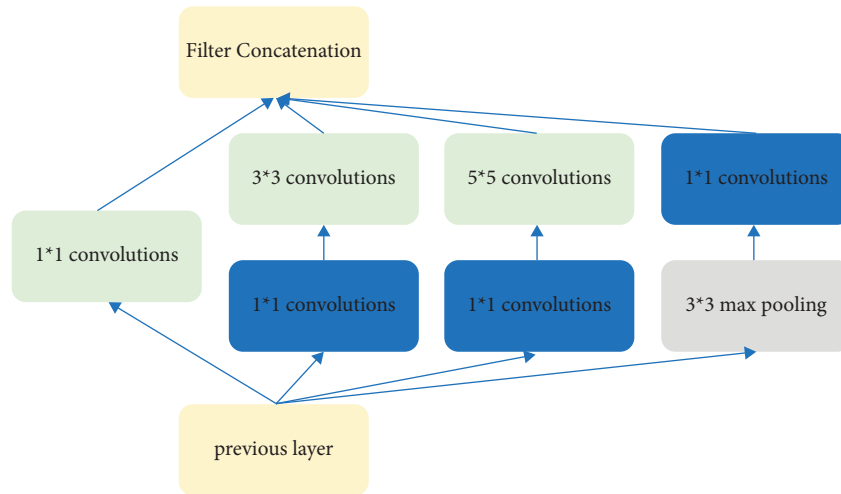 Filter Concatenation
3*3 convolutions
5*5 convolutions
1*1 convolutions
1*1 convolutions
1*1 convolutions
1*1 convolutions
3*3 max pooling
previous layer